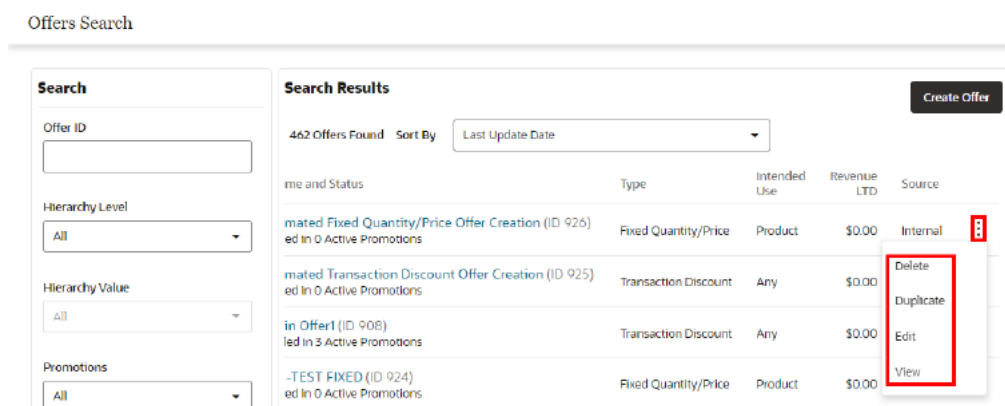 Offers Search
Search
Offer ID
Hierarchy Level
All
Hierarchy Value
All
Promotions
All
Search Results
Create Offer
462 Offers Found Sort By Last Update Date
me and Status Type Intended Use Revenue LTD Source
mated Fixed Quantity/Price Offer Creation (ID 926) Fixed Quantity/Price Product $0.00 Internal
ed in 0 Active Promotions
mated Transaction Discount Offer Creation (ID 925) Transaction Discount Any $0.00
ed in 0 Active Promotions
in Offer1 (ID 908) Transaction Discount Any $0.00
led in 3 Active Promotions
-TEST FIXED (ID 924) Fixed Quantity/Price Product $0.00
ed in 0 Active Promotions
Delete
Duplicate
Edit
View